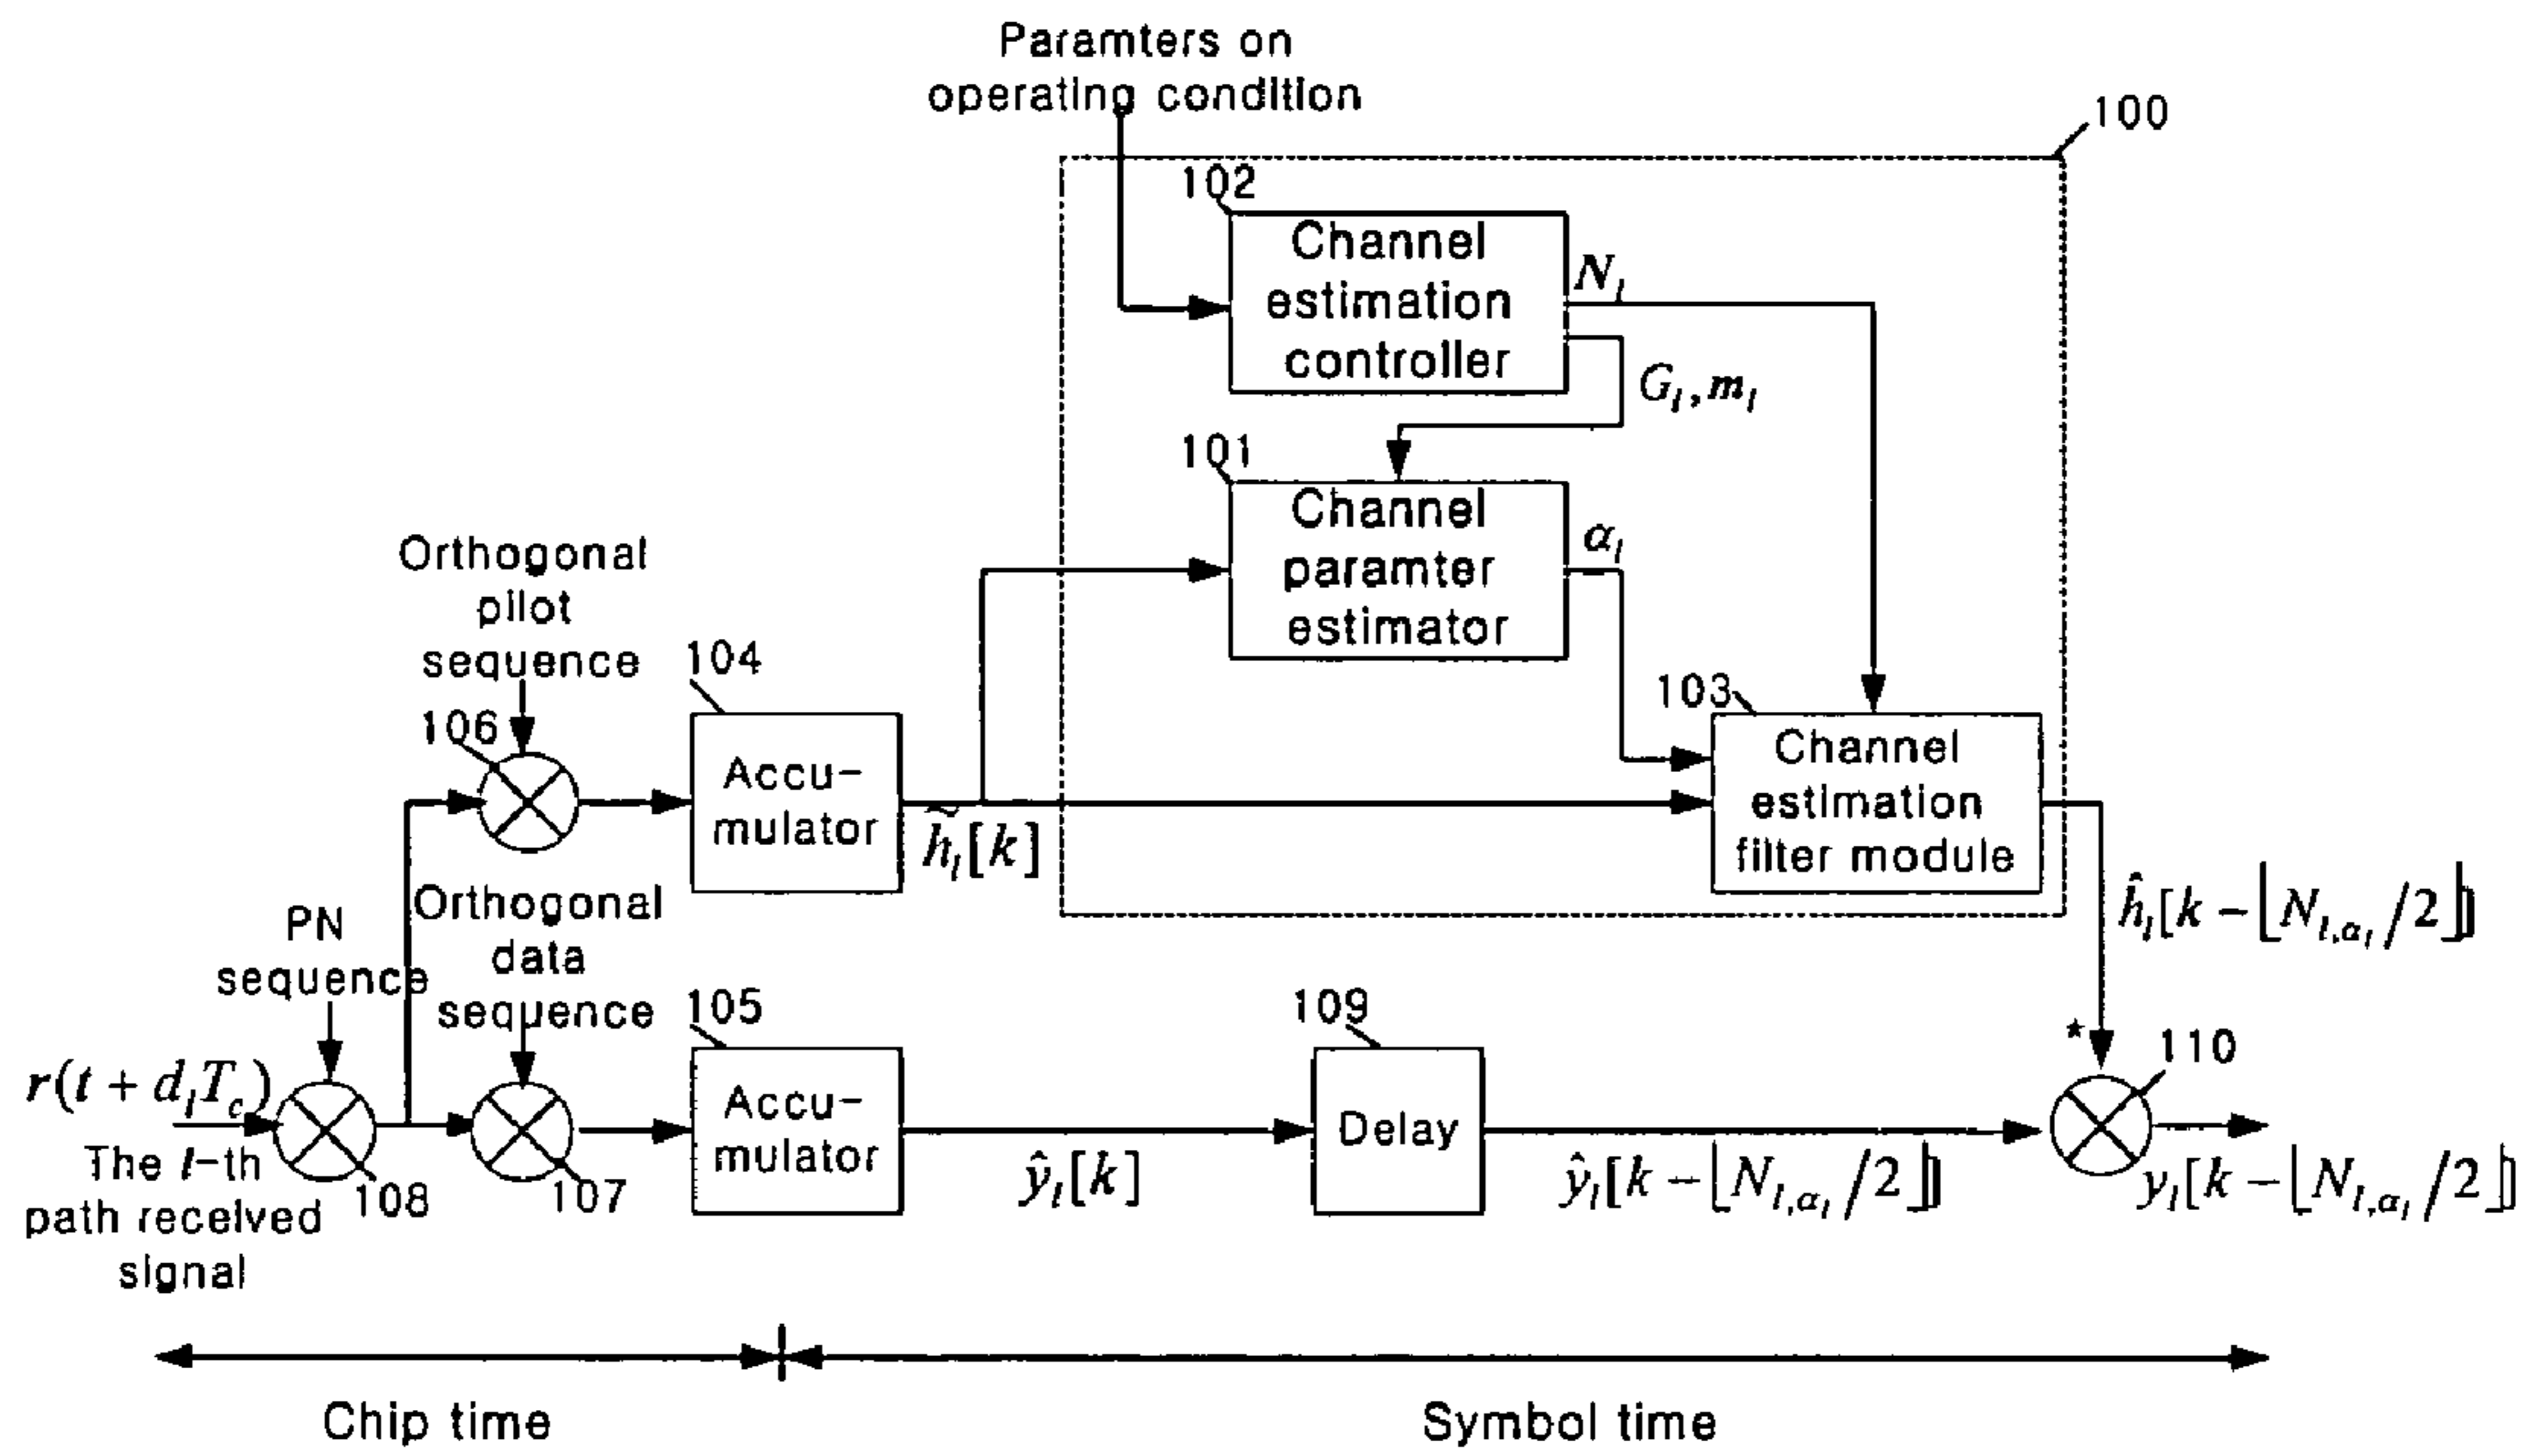 Paramters on
operating condition
100
102
Channel
estimation
controller
N_l
G_l, m_l
101
Channel
paramter
estimator
α_l
Orthogonal
pilot
sequence
106
104
Accu-
mulator
h̃_l[k]
103
Channel
estimation
filter module
ĥ_l[k-⌊N_{l,α_l}/2⌋]
PN
sequence
Orthogonal
data
sequence
r(t+d_lT_c)
The l-th
path received
signal
108
107
105
Accu-
mulator
ŷ_l[k]
109
Delay
ŷ_l[k-⌊N_{l,α_l}/2⌋]
*
110
y_l[k-⌊N_{l,α_l}/2⌋]
Chip time
Symbol time